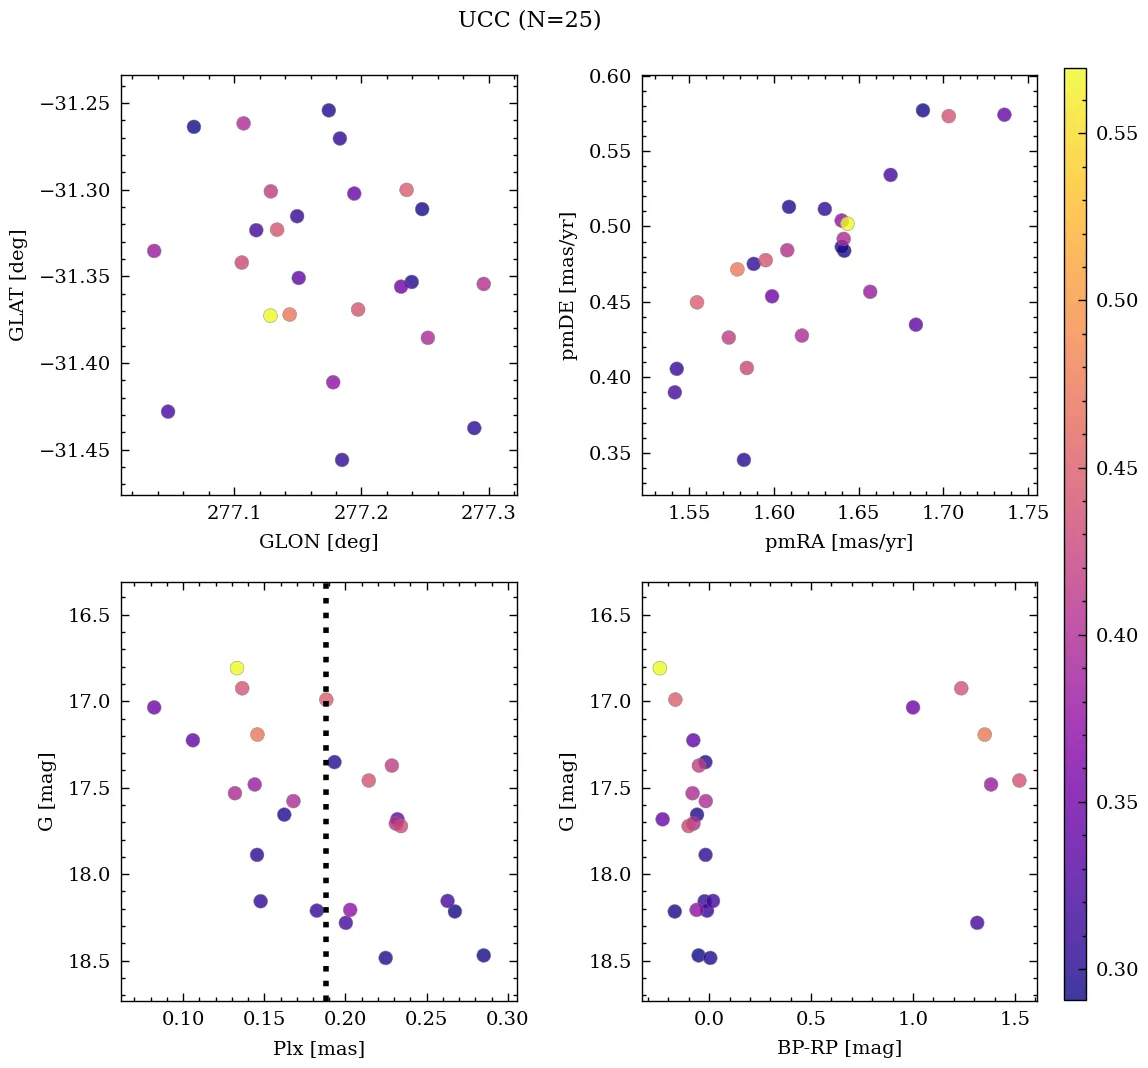 UCC (N=25)
−31.25
−31.30
−31.35
−31.40
−31.45
GLAT [deg]
277.1 277.2 277.3
GLON [deg]
0.60
0.55
0.50
0.45
0.40
0.35
pmDE [mas/yr]
1.55 1.60 1.65 1.70 1.75
pmRA [mas/yr]
16.5
17.0
17.5
18.0
18.5
G [mag]
0.10 0.15 0.20 0.25 0.30
Plx [mas]
16.5
17.0
17.5
18.0
18.5
G [mag]
0.0 0.5 1.0 1.5
BP-RP [mag]
0.55
0.50
0.45
0.40
0.35
0.30